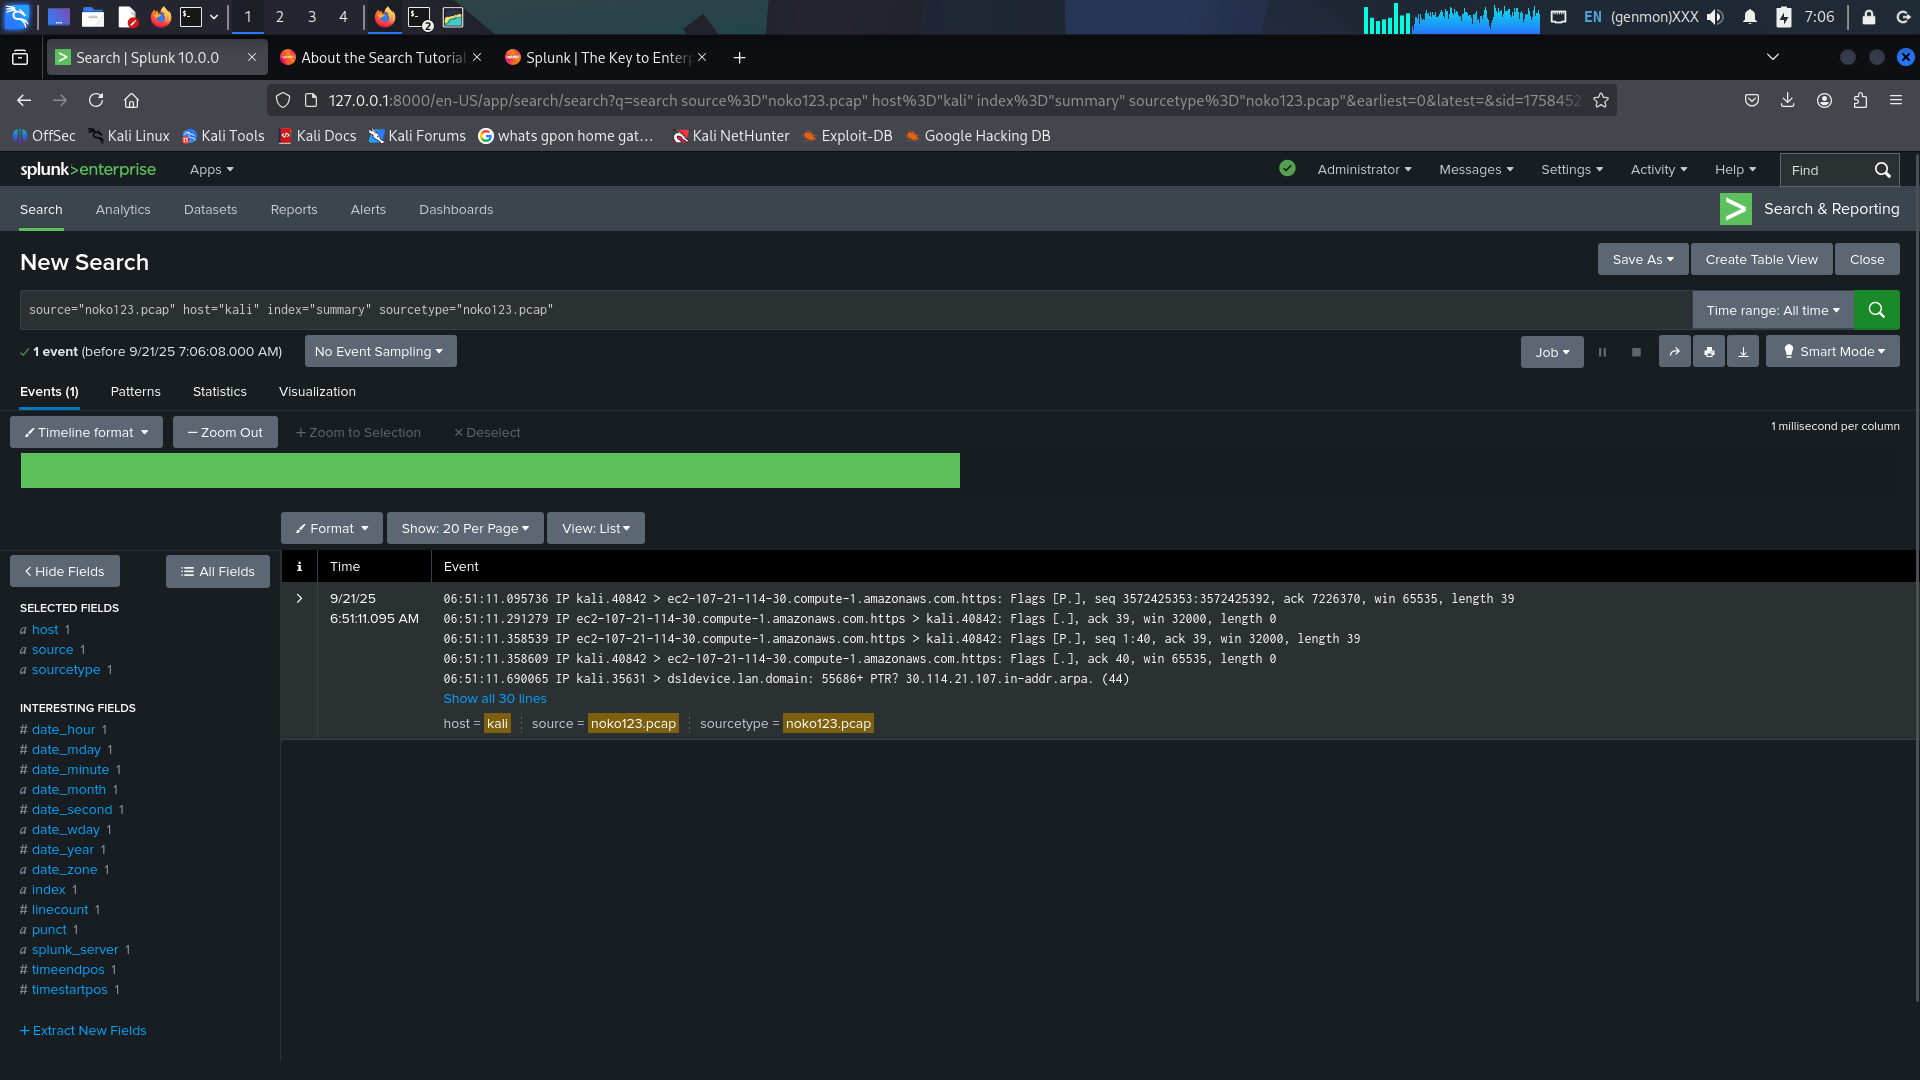 1 2 3 4 2 EN (genmon)XXX 7:06
Search | Splunk 10.0.0 About the Search Tutorial Splunk | The Key to Enterp
127.0.0.1:8000/en-US/app/search/search?q=search source%3D"noko123.pcap" host%3D"kali" index%3D"summary" sourcetype%3D"noko123.pcap"&earliest=0&latest=&sid=1758452
OffSec Kali Linux Kali Tools Kali Docs Kali Forums whats gpon home gat… Kali NetHunter Exploit-DB Google Hacking DB
splunk>enterprise Apps Administrator Messages Settings Activity Help Find
Search Analytics Datasets Reports Alerts Dashboards Search & Reporting
New Search Save As Create Table View Close
source="noko123.pcap" host="kali" index="summary" sourcetype="noko123.pcap" Time range: All time
1 event (before 9/21/25 7:06:08.000 AM) No Event Sampling Job Smart Mode
Events (1) Patterns Statistics Visualization
Timeline format — Zoom Out + Zoom to Selection × Deselect 1 millisecond per column
Format Show: 20 Per Page View: List
< Hide Fields All Fields
i Time Event
SELECTED FIELDS
a host 1
a source 1
a sourcetype 1
INTERESTING FIELDS
# date_hour 1
# date_mday 1
# date_minute 1
a date_month 1
# date_second 1
a date_wday 1
# date_year 1
a date_zone 1
a index 1
# linecount 1
a punct 1
a splunk_server 1
# timeendpos 1
# timestartpos 1
+ Extract New Fields
9/21/25
6:51:11.095 AM
06:51:11.095736 IP kali.40842 > ec2-107-21-114-30.compute-1.amazonaws.com.https: Flags [P.], seq 3572425353:3572425392, ack 7226370, win 65535, length 39
06:51:11.291279 IP ec2-107-21-114-30.compute-1.amazonaws.com.https > kali.40842: Flags [.], ack 39, win 32000, length 0
06:51:11.358539 IP ec2-107-21-114-30.compute-1.amazonaws.com.https > kali.40842: Flags [P.], seq 1:40, ack 39, win 32000, length 39
06:51:11.358609 IP kali.40842 > ec2-107-21-114-30.compute-1.amazonaws.com.https: Flags [.], ack 40, win 65535, length 0
06:51:11.690065 IP kali.35631 > dsldevice.lan.domain: 55686+ PTR? 30.114.21.107.in-addr.arpa. (44)
Show all 30 lines
host = kali source = noko123.pcap sourcetype = noko123.pcap